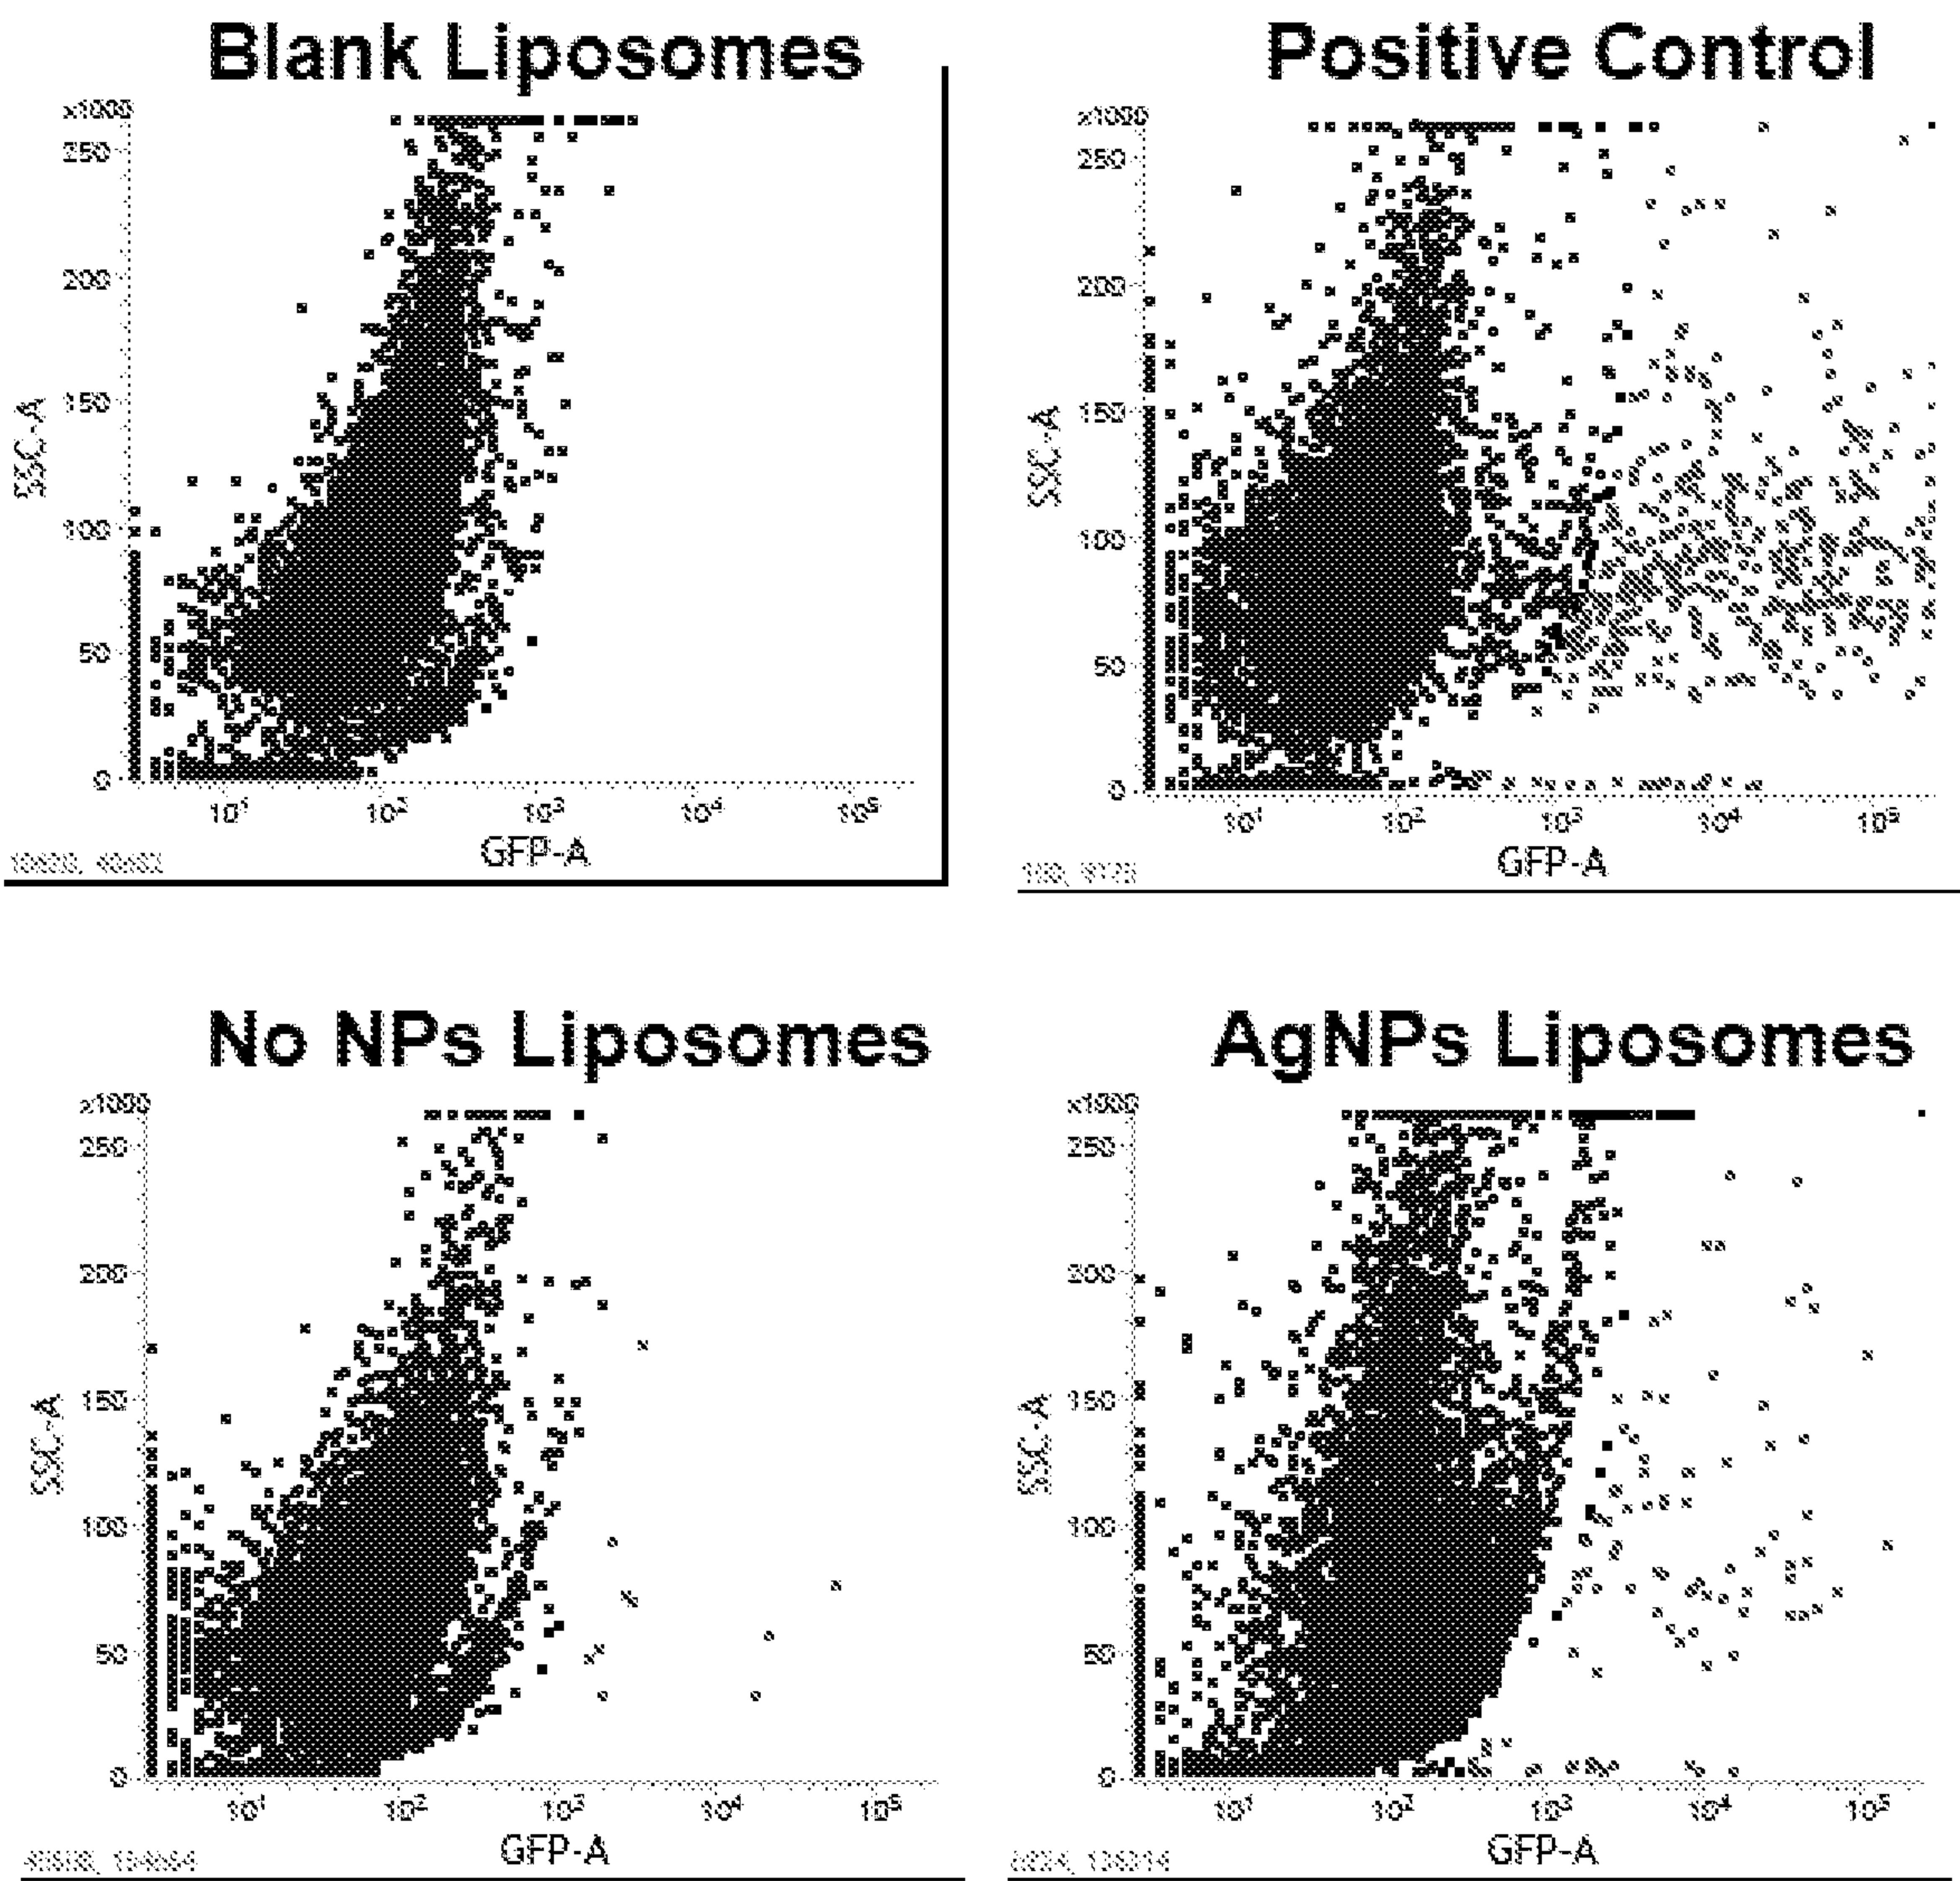 Blank Liposomes
x1000
250
200
150
100
50
0
SSC-A
10¹ 10² 10³ 10⁴ 10⁵
GFP-A
Positive Control
x1000
250
200
150
100
50
0
SSC-A
10¹ 10² 10³ 10⁴ 10⁵
GFP-A
No NPs Liposomes
x1000
250
200
150
100
50
0
SSC-A
10¹ 10² 10³ 10⁴ 10⁵
GFP-A
AgNPs Liposomes
x1000
250
200
150
100
50
0
SSC-A
10¹ 10² 10³ 10⁴ 10⁵
GFP-A